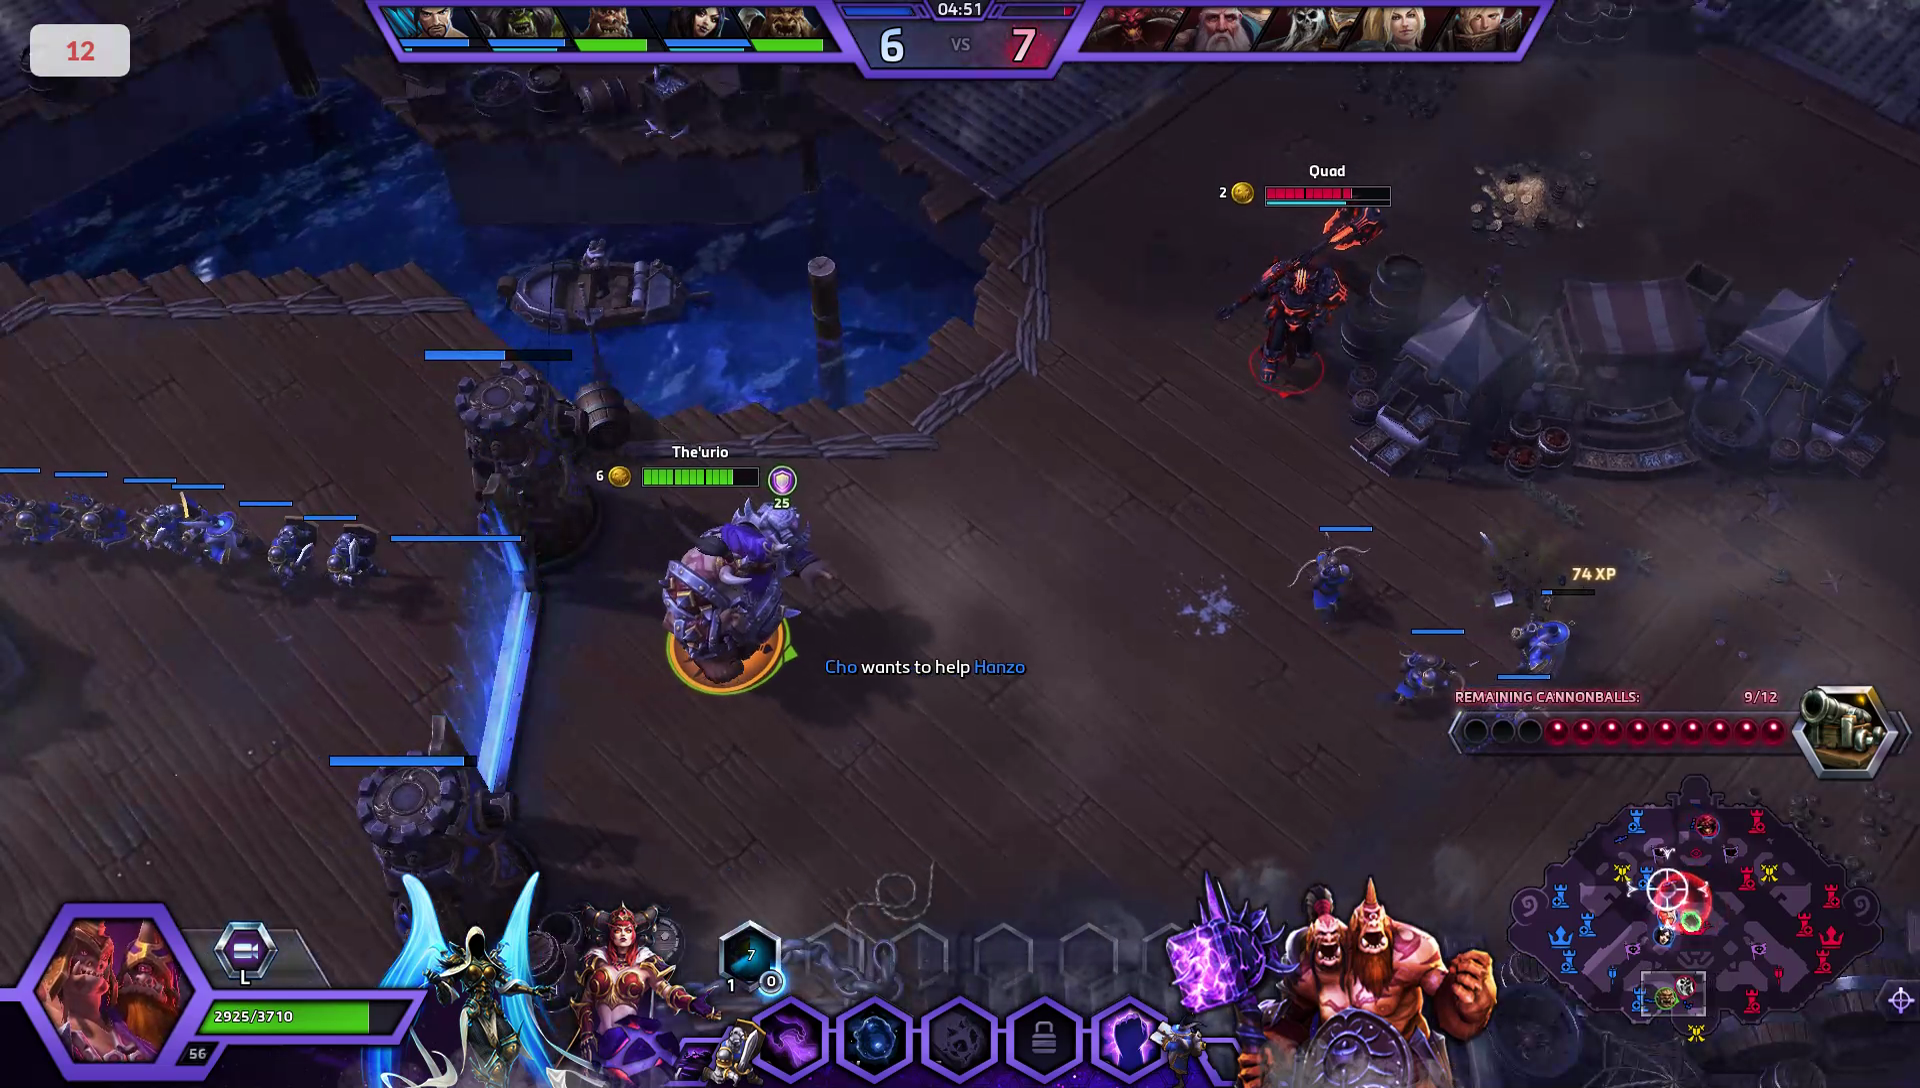 12
04:51
6 VS 7
Quad
2
The'urio
6
25
74 XP
Cho wants to help Hanzo
REMAINING CANNONBALLS: 9/12
L
2925/3710
56
7
1 0